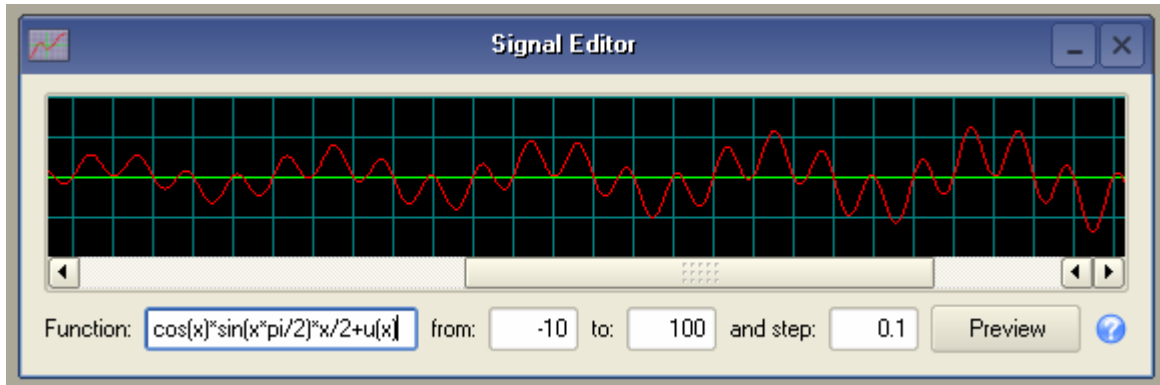 Signal Editor
Function: cos(x)*sin(x*pi/2)*x/2+u(x) from: -10 to: 100 and step: 0.1 Preview